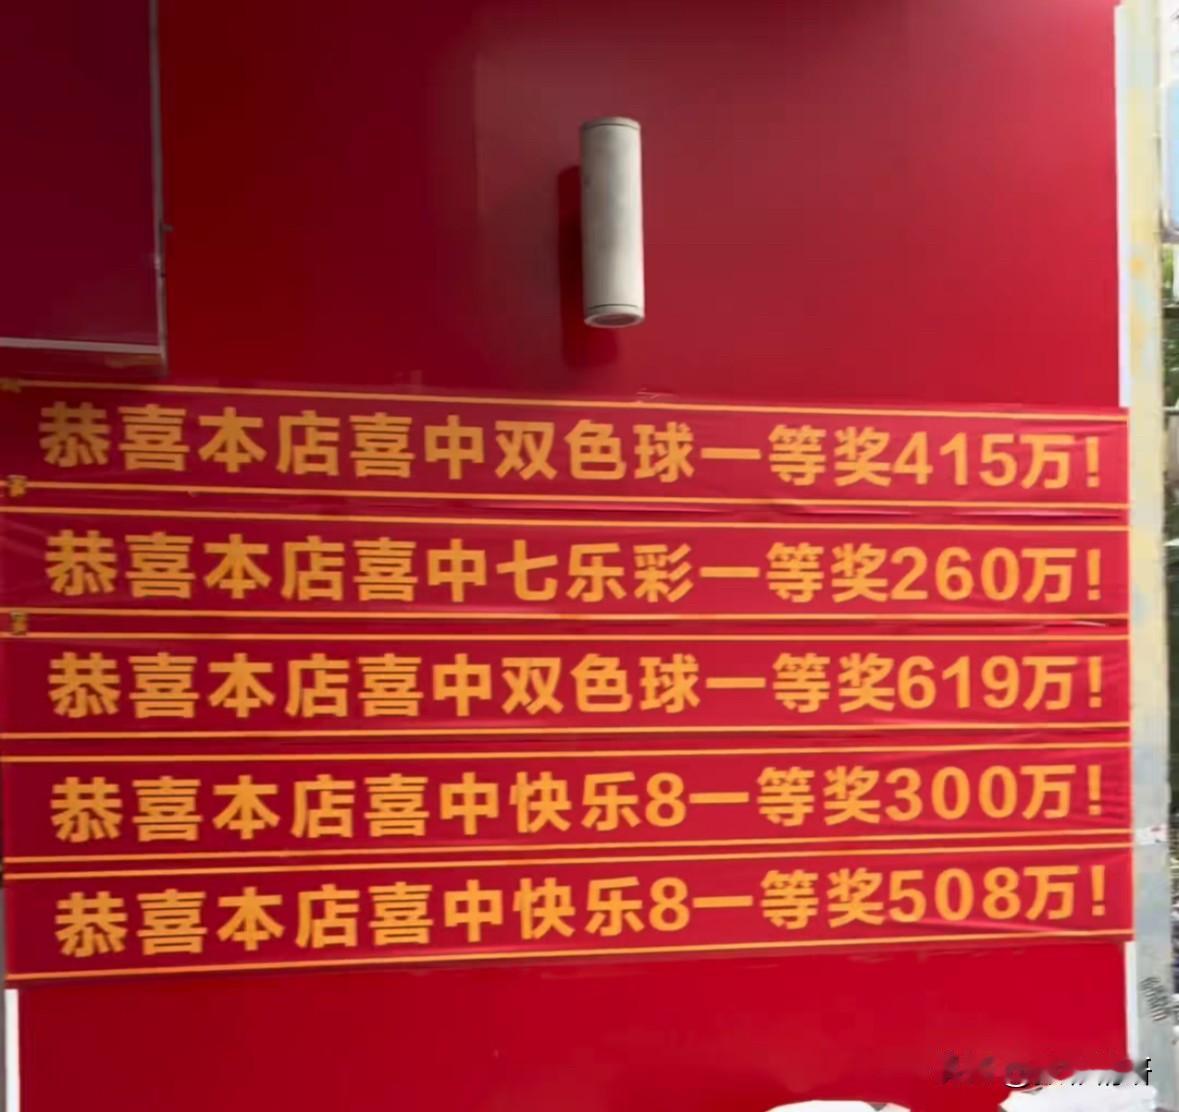 恭喜本店喜中双色球一等奖415万!
恭喜本店喜中七乐彩一等奖260万!
恭喜本店喜中双色球一等奖619万!
恭喜本店喜中快乐8一等奖300万!
恭喜本店喜中快乐8一等奖508万!